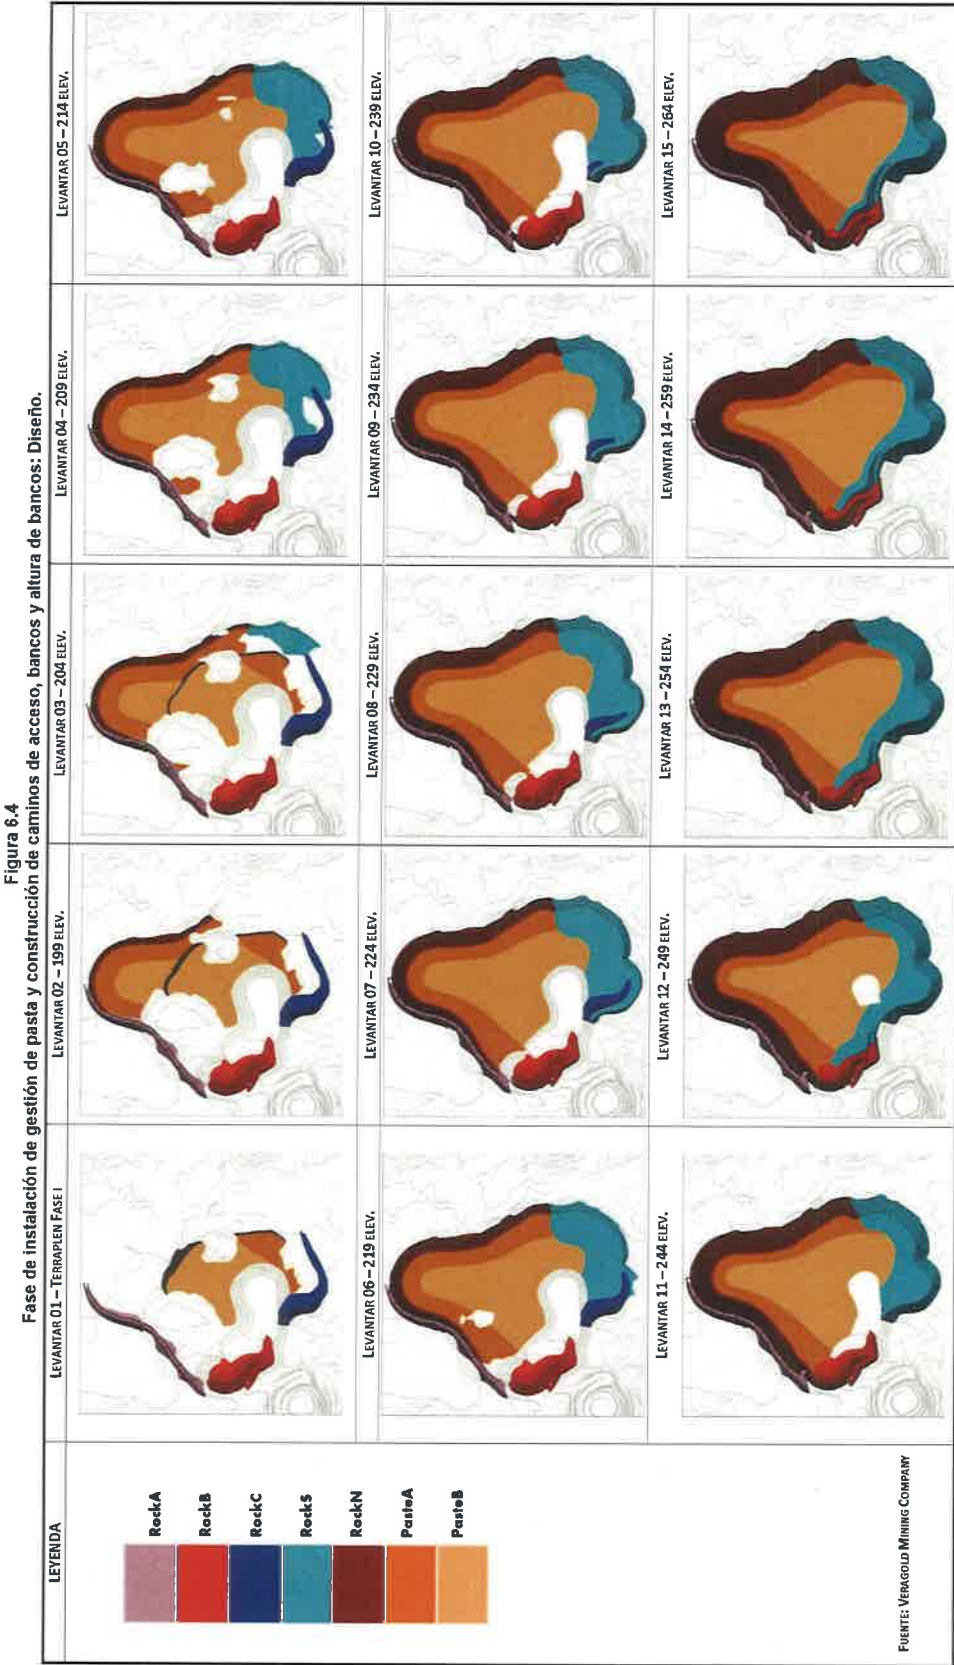 Figura 6.4
Fase de instalación de gestión de pasta y construcción de caminos de acceso, bancos y altura de bancos: Diseño.
LEYENDA
RockA
RockB
RockC
RockS
RockN
PasteA
PasteB
FUENTE: VERAGOLD MINING COMPANY
LEVANTAR 01 – TERRAPLEN FASE I
LEVANTAR 02 – 199 ELEV.
LEVANTAR 03 – 204 ELEV.
LEVANTAR 04 – 209 ELEV.
LEVANTAR 05 – 214 ELEV.
LEVANTAR 06 – 219 ELEV.
LEVANTAR 07 – 224 ELEV.
LEVANTAR 08 – 229 ELEV.
LEVANTAR 09 – 234 ELEV.
LEVANTAR 10 – 239 ELEV.
LEVANTAR 11 – 244 ELEV.
LEVANTAR 12 – 249 ELEV.
LEVANTAR 13 – 254 ELEV.
LEVANTAR 14 – 259 ELEV.
LEVANTAR 15 – 264 ELEV.